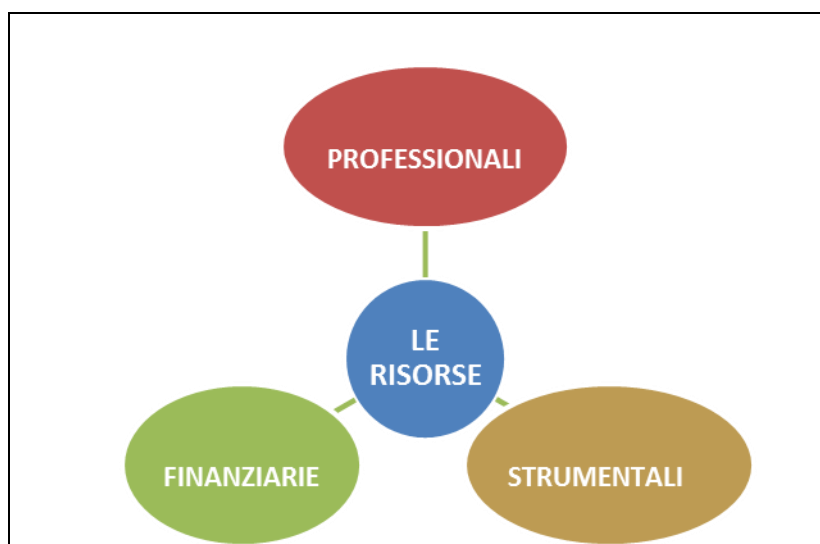 PROFESSIONALI
LE
RISORSE
FINANZIARIE
STRUMENTALI